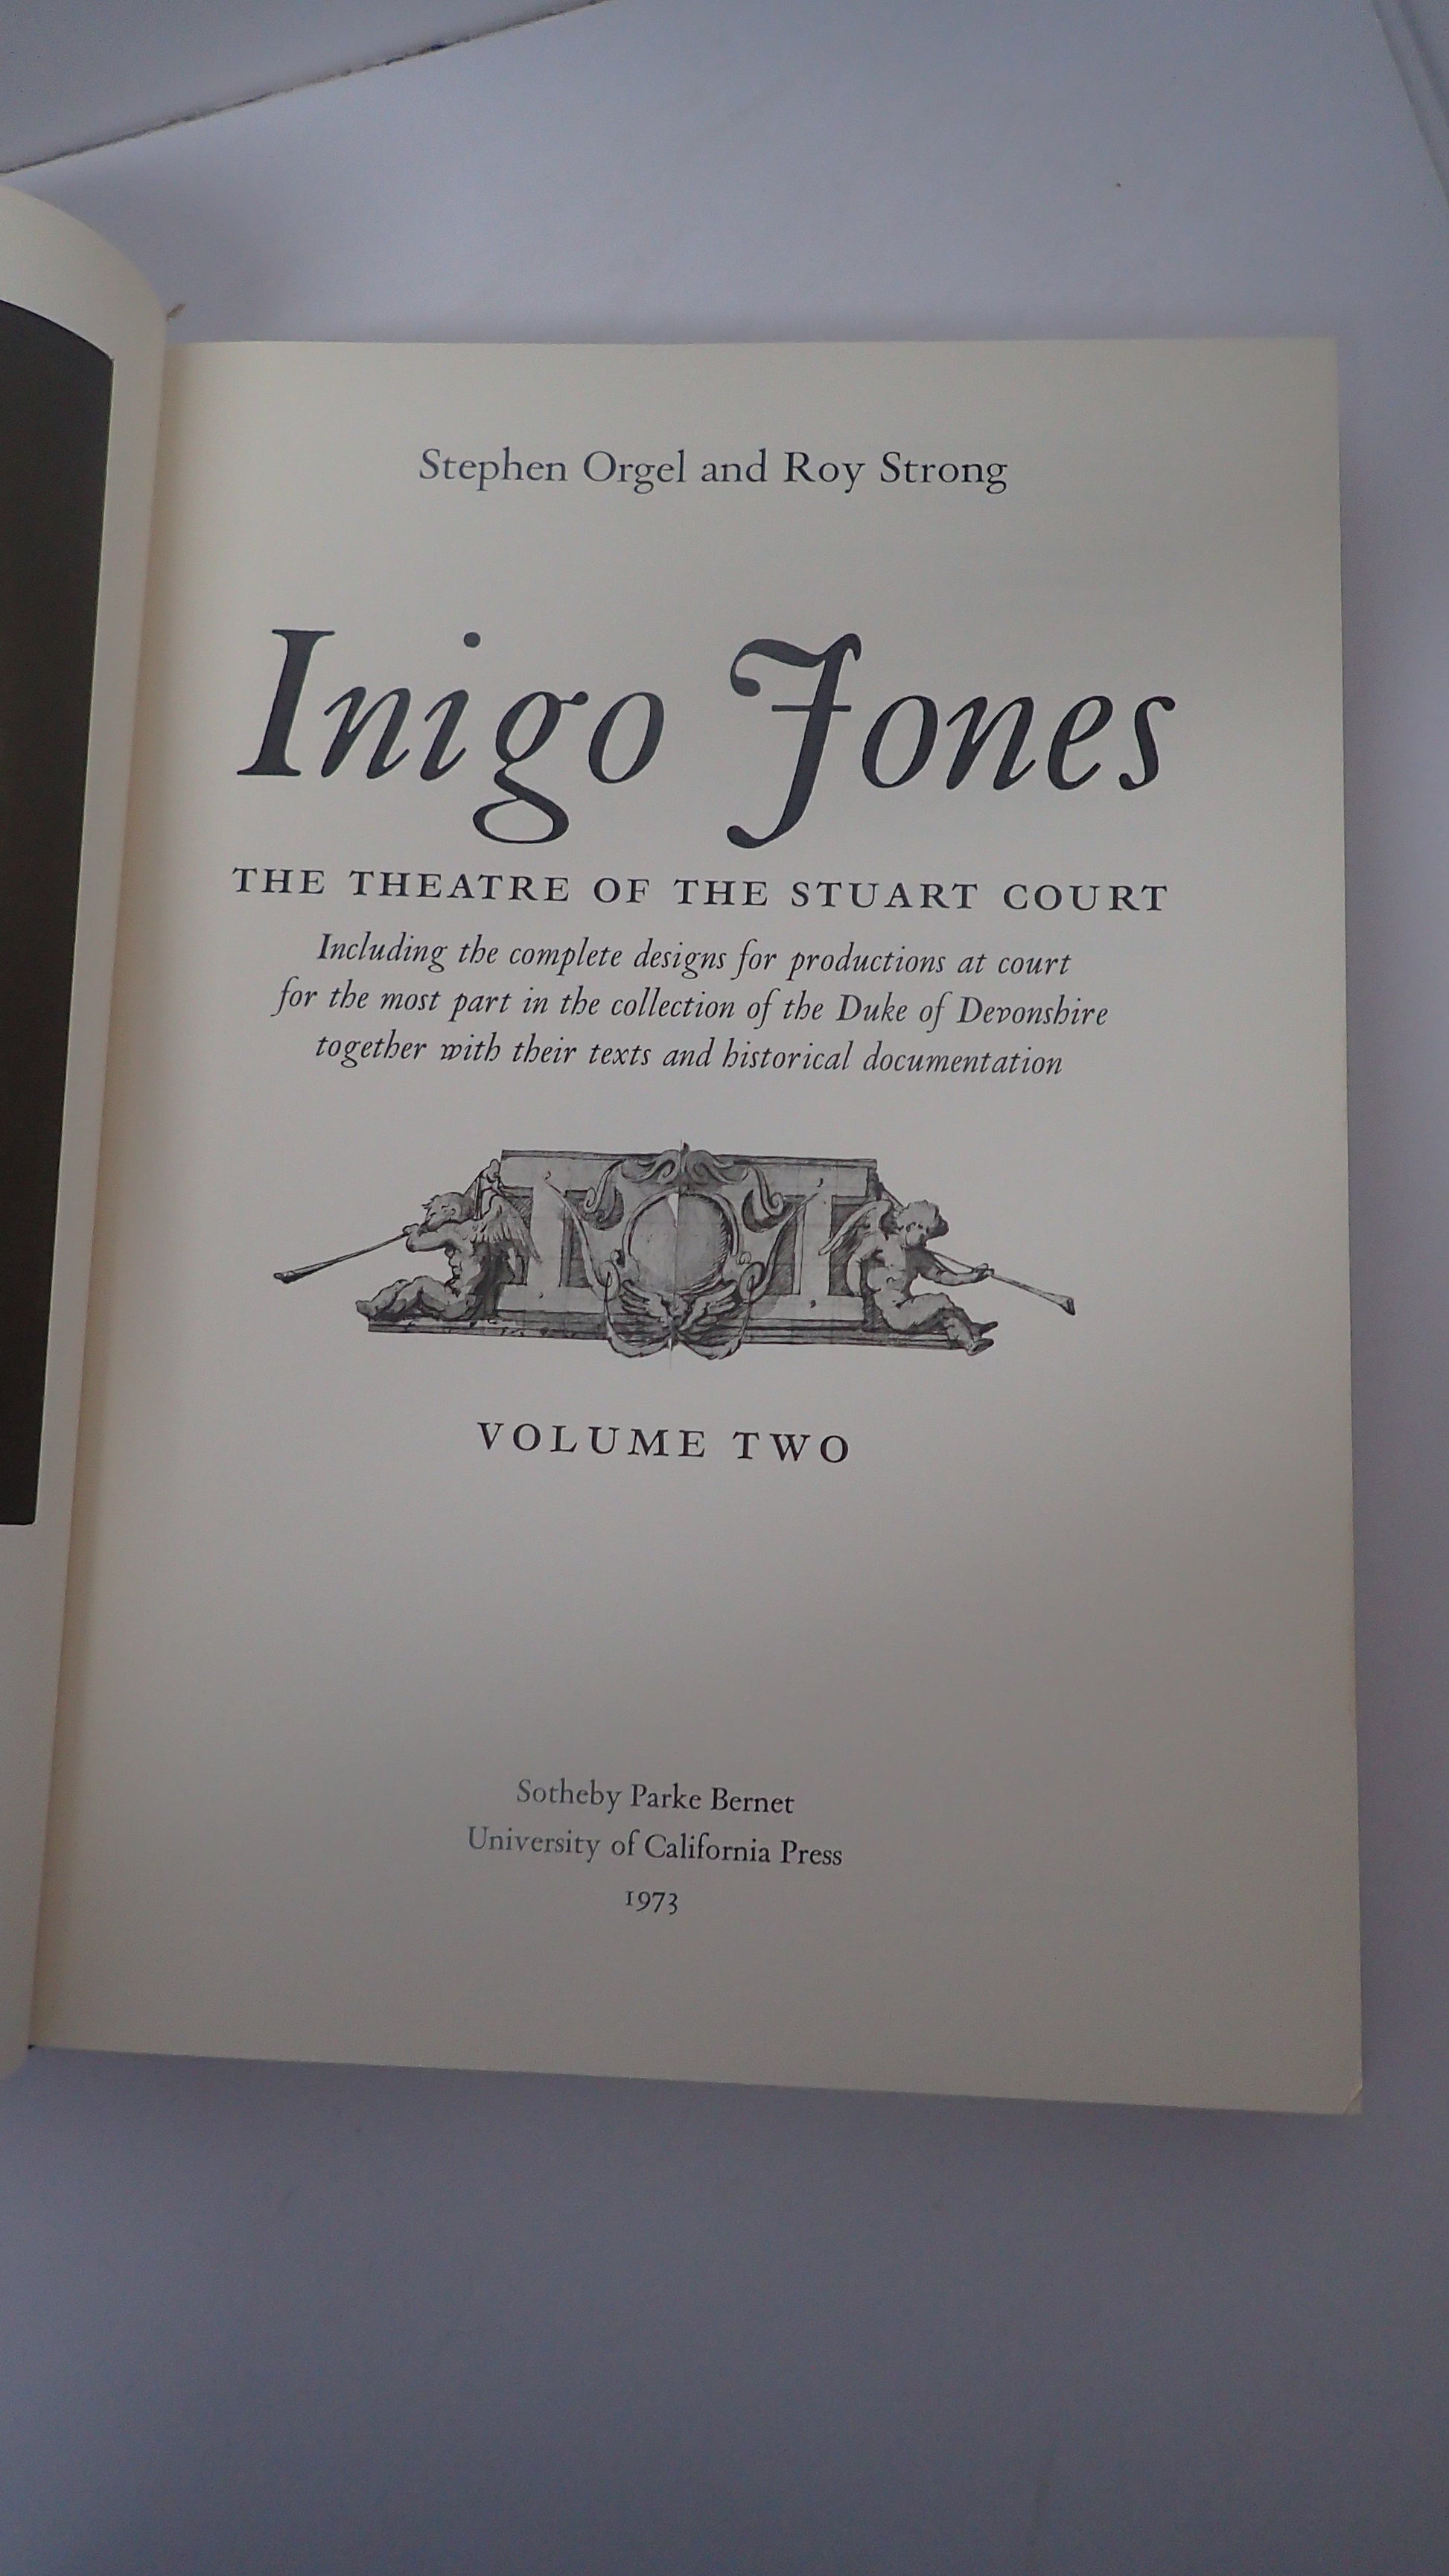 Stephen Orgel and Roy Strong
Inigo Jones
THE THEATRE OF THE STUART COURT
Including the complete designs for productions at court
for the most part in the collection of the Duke of Devonshire
together with their texts and historical documentation
VOLUME TWO
Sotheby Parke Bernet
University of California Press
1973